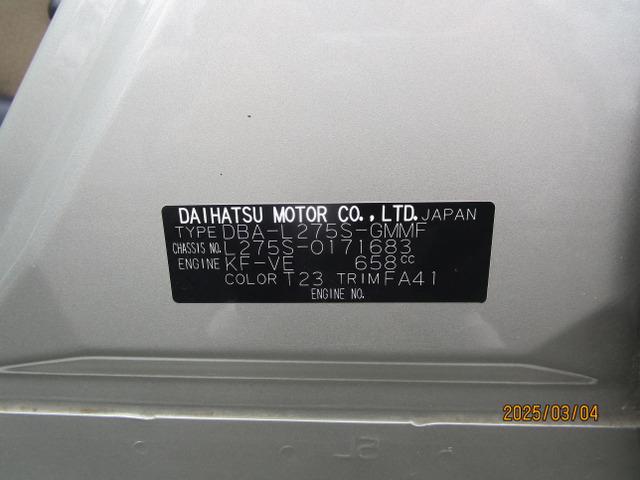 DAIHATSU MOTOR CO., LTD. JAPAN
TYPE DBA-L275S-GMMF
CHASSIS NO. L275S-0171683
ENGINE KF-VE 658cc
COLOR T23 TRIM FA41
ENGINE NO.
2025/03/04